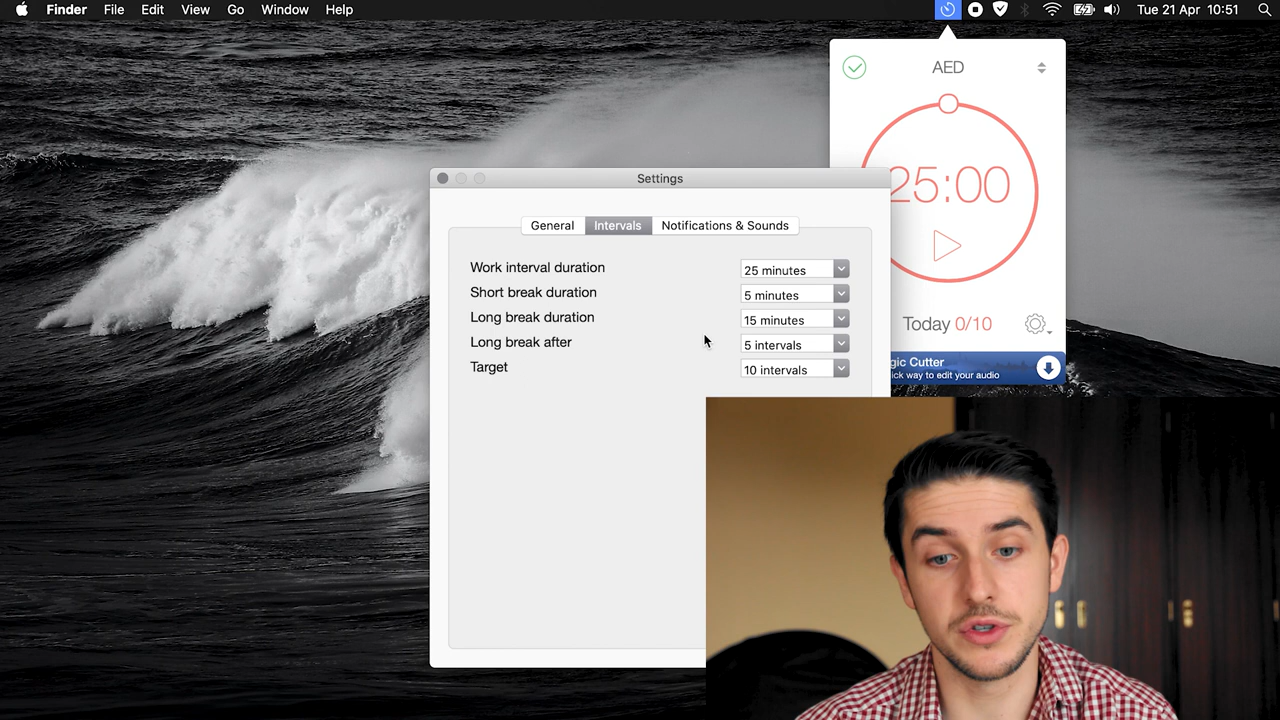 Finder File Edit View Go Window Help Tue 21 Apr 10:51
AED
25:00
Today 0/10
gic Cutter
ick way to edit your audio
Settings
General Intervals Notifications & Sounds
Work interval duration 25 minutes
Short break duration 5 minutes
Long break duration 15 minutes
Long break after 5 intervals
Target 10 intervals